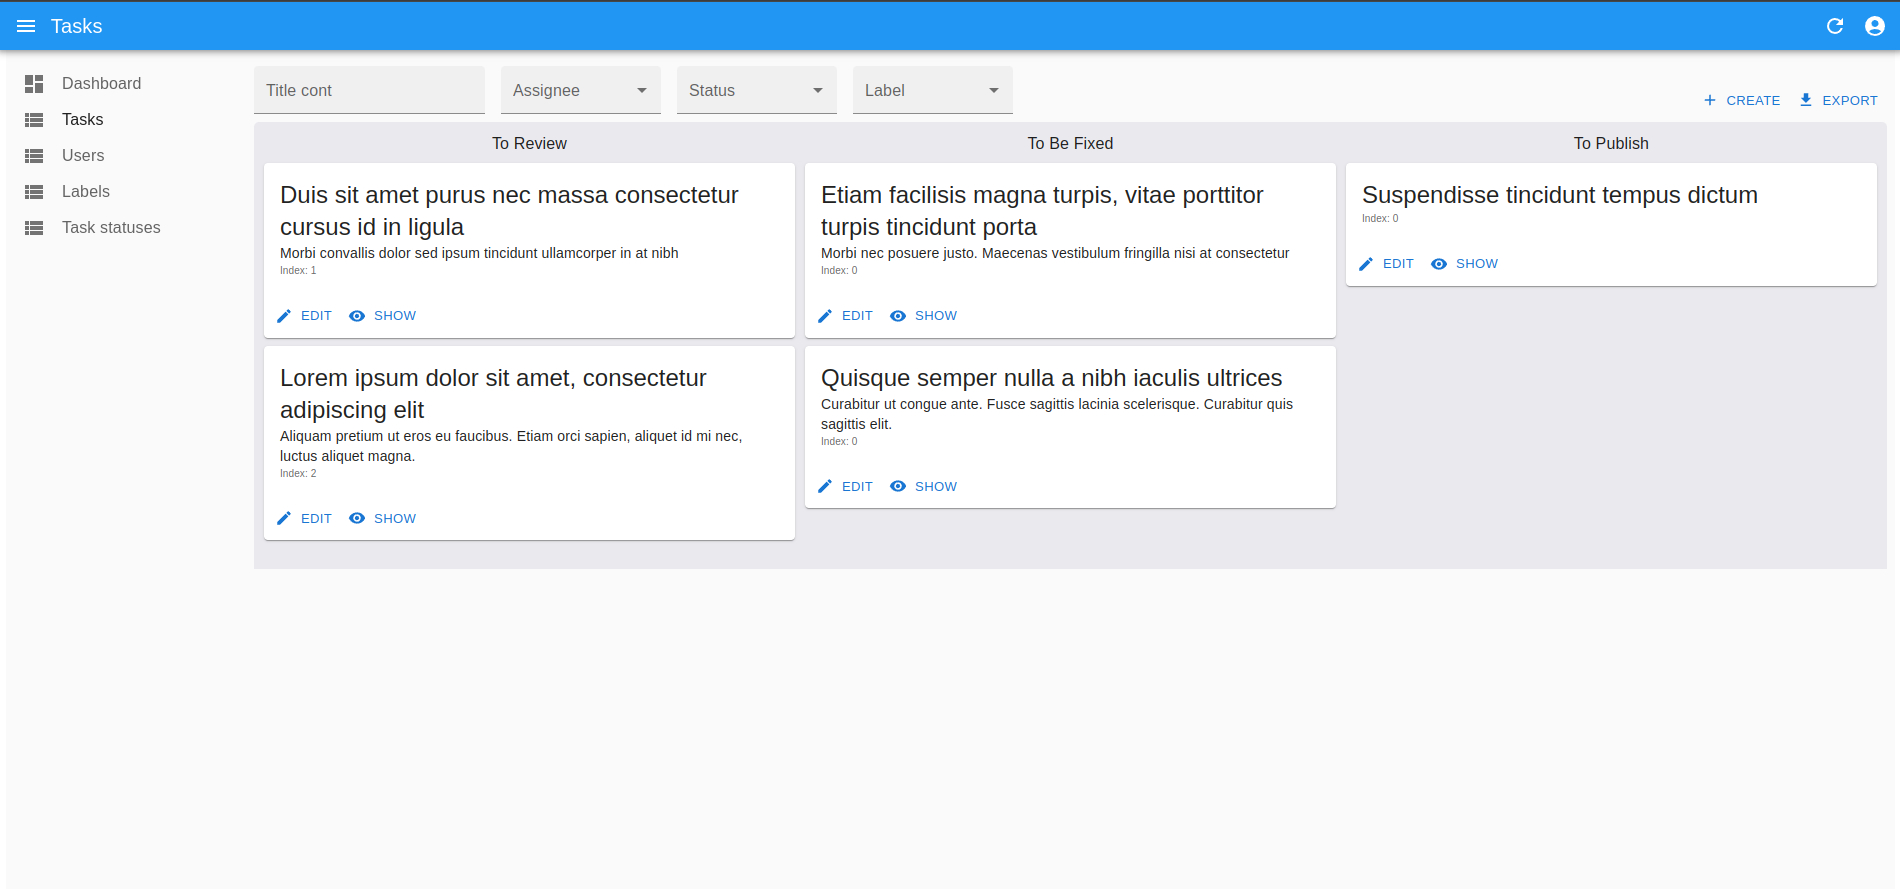 Tasks
Dashboard
Tasks
Users
Labels
Task statuses
Title cont
Assignee
Status
Label
CREATE
EXPORT
To Review
Duis sit amet purus nec massa consectetur
cursus id in ligula
Morbi convallis dolor sed ipsum tincidunt ullamcorper in at nibh
Index: 1
EDIT
SHOW
Lorem ipsum dolor sit amet, consectetur
adipiscing elit
Aliquam pretium ut eros eu faucibus. Etiam orci sapien, aliquet id mi nec,
luctus aliquet magna.
Index: 2
EDIT
SHOW
To Be Fixed
Etiam facilisis magna turpis, vitae porttitor
turpis tincidunt porta
Morbi nec posuere justo. Maecenas vestibulum fringilla nisi at consectetur
Index: 0
EDIT
SHOW
Quisque semper nulla a nibh iaculis ultrices
Curabitur ut congue ante. Fusce sagittis lacinia scelerisque. Curabitur quis
sagittis elit.
Index: 0
EDIT
SHOW
To Publish
Suspendisse tincidunt tempus dictum
Index: 0
EDIT
SHOW